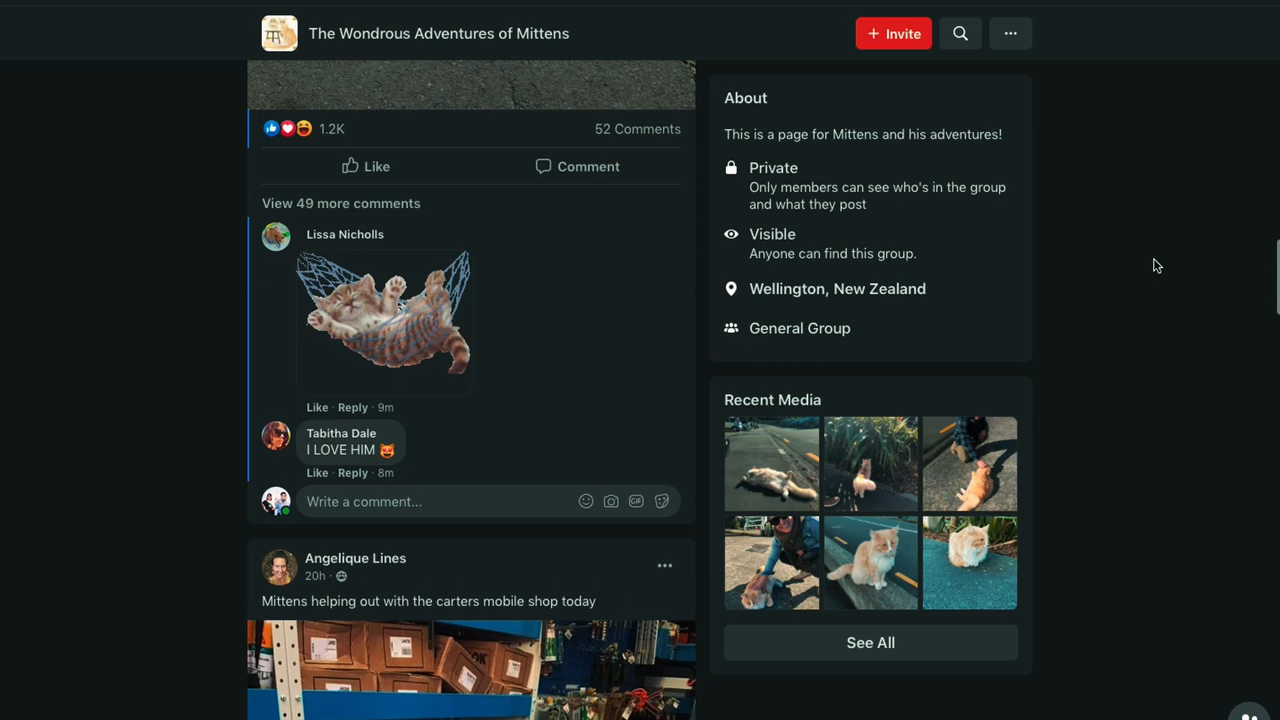 The Wondrous Adventures of Mittens
+ Invite
1.2K
52 Comments
Like
Comment
View 49 more comments
Lissa Nicholls
Like · Reply · 9m
Tabitha Dale
I LOVE HIM 😻
Like · Reply · 8m
Write a comment...
GIF
Angelique Lines
20h ·
Mittens helping out with the carters mobile shop today
About
This is a page for Mittens and his adventures!
Private
Only members can see who's in the group
and what they post
Visible
Anyone can find this group.
Wellington, New Zealand
General Group
Recent Media
See All